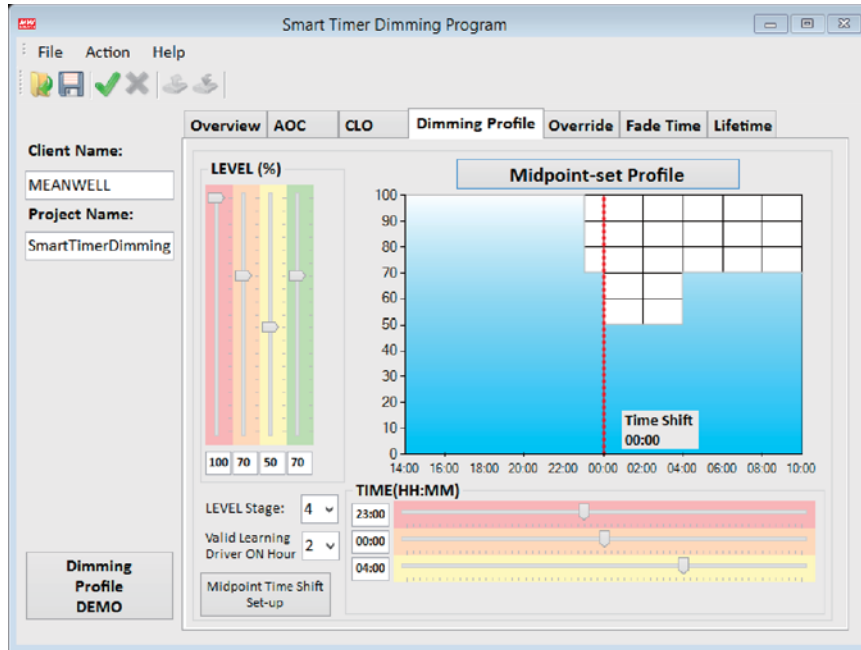 Smart Timer Dimming Program
File Action Help
Overview AOC CLO Dimming Profile Override Fade Time Lifetime
Client Name:
MEANWELL
Project Name:
SmartTimerDimming
LEVEL (%)
100 70 50 70
Midpoint-set Profile
100
90
80
70
60
50
40
30
20
10
0
Time Shift
00:00
14:00 16:00 18:00 20:00 22:00 00:00 02:00 04:00 06:00 08:00 10:00
LEVEL Stage: 4
Valid Learning
Driver ON Hour 2
Midpoint Time Shift
Set-up
TIME(HH:MM)
23:00
00:00
04:00
Dimming
Profile
DEMO